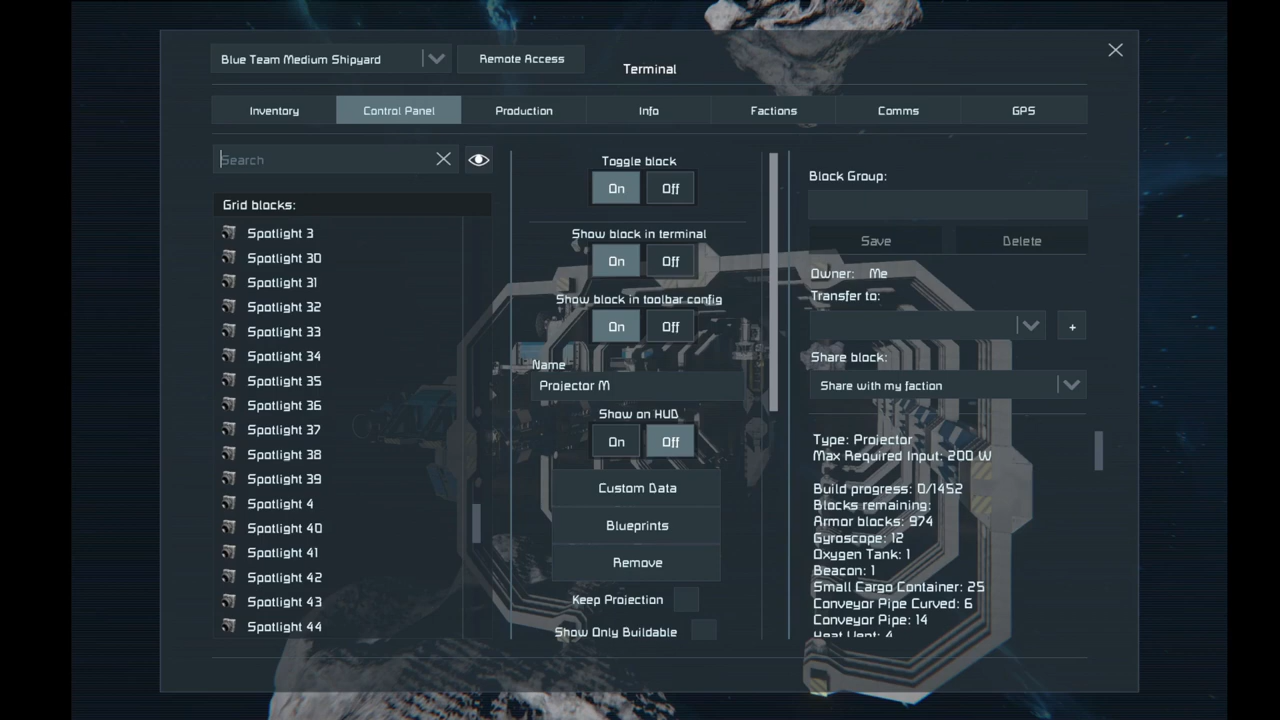 Blue Team Medium Shipyard
Remote Access
Terminal
Inventory
Control Panel
Production
Info
Factions
Comms
GPS
Search
Grid blocks:
Spotlight 3
Spotlight 30
Spotlight 31
Spotlight 32
Spotlight 33
Spotlight 34
Spotlight 35
Spotlight 36
Spotlight 37
Spotlight 38
Spotlight 39
Spotlight 4
Spotlight 40
Spotlight 41
Spotlight 42
Spotlight 43
Spotlight 44
Toggle block
On Off
Show block in terminal
On Off
Show block in toolbar config
On Off
Name
Projector M
Show on HUD
On Off
Custom Data
Blueprints
Remove
Keep Projection
Show Only Buildable
Block Group:
Save Delete
Owner: Me
Transfer to:
+
Share block:
Share with my faction
Type: Projector
Max Required Input: 200 W
Build progress: 0/1452
Blocks remaining:
Armor blocks: 974
Gyroscope: 12
Oxygen Tank: 1
Beacon: 1
Small Cargo Container: 25
Conveyor Pipe Curved: 6
Conveyor Pipe: 14
Heat Vent: 4